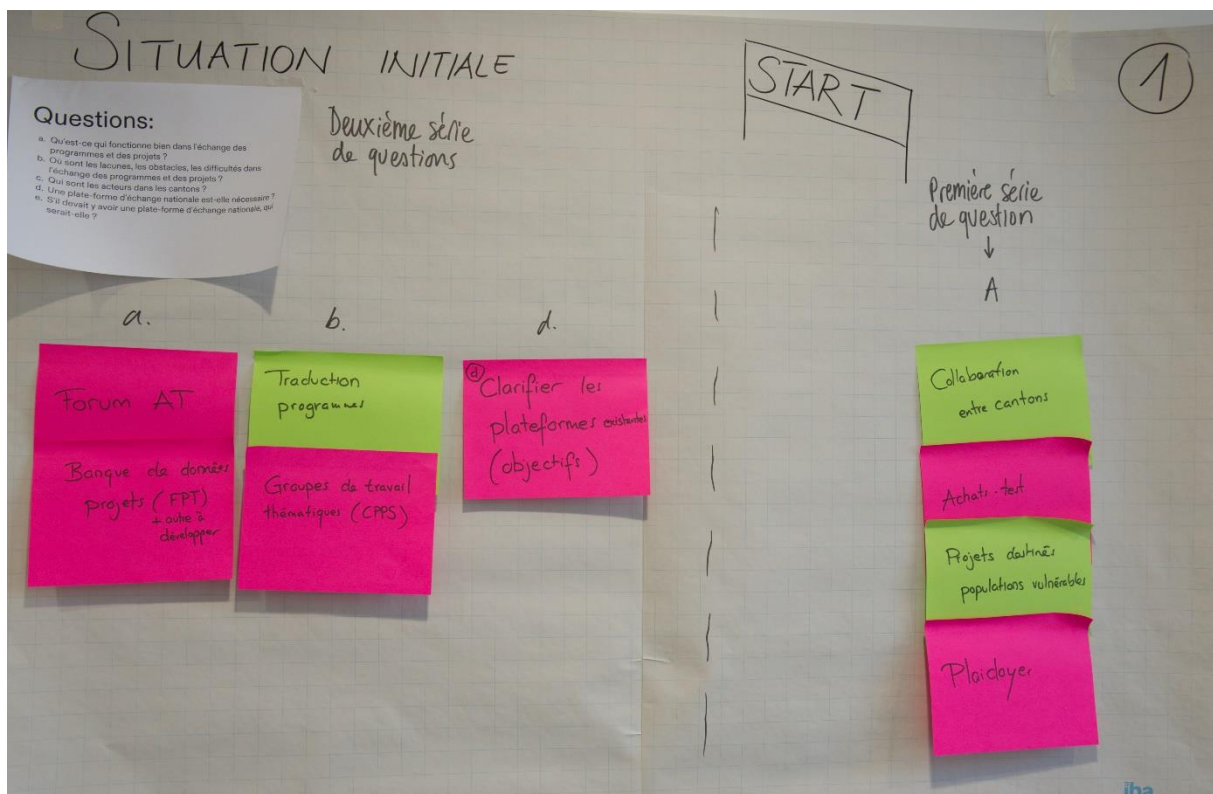 SITUATION INITIALE
Questions:
a. Qu'est-ce qui fonctionne bien dans l'échange des
programmes et des projets ?
b. Où sont les lacunes, les obstacles, les difficultés dans
l'échange des programmes et des projets ?
c. Qui sont les acteurs dans les cantons ?
d. Une plate-forme d'échange nationale est-elle nécessaire ?
e. S'il devait y avoir une plate-forme d'échange nationale, qui
serait-elle ?
Deuxième série
de questions
a.
Forum AT
Banque de données
projets (FPT)
+ autre à
développer
b.
Traduction
programmes
Groupes de travail
thématiques (CPPS)
d.
d
Clarifier les
plateformes existantes
(objectifs)
START
1
Première série
de question
↓
A
Collaboration
entre cantons
Achats-test
Projets destinés
populations vulnérables
Plaidoyer
iba